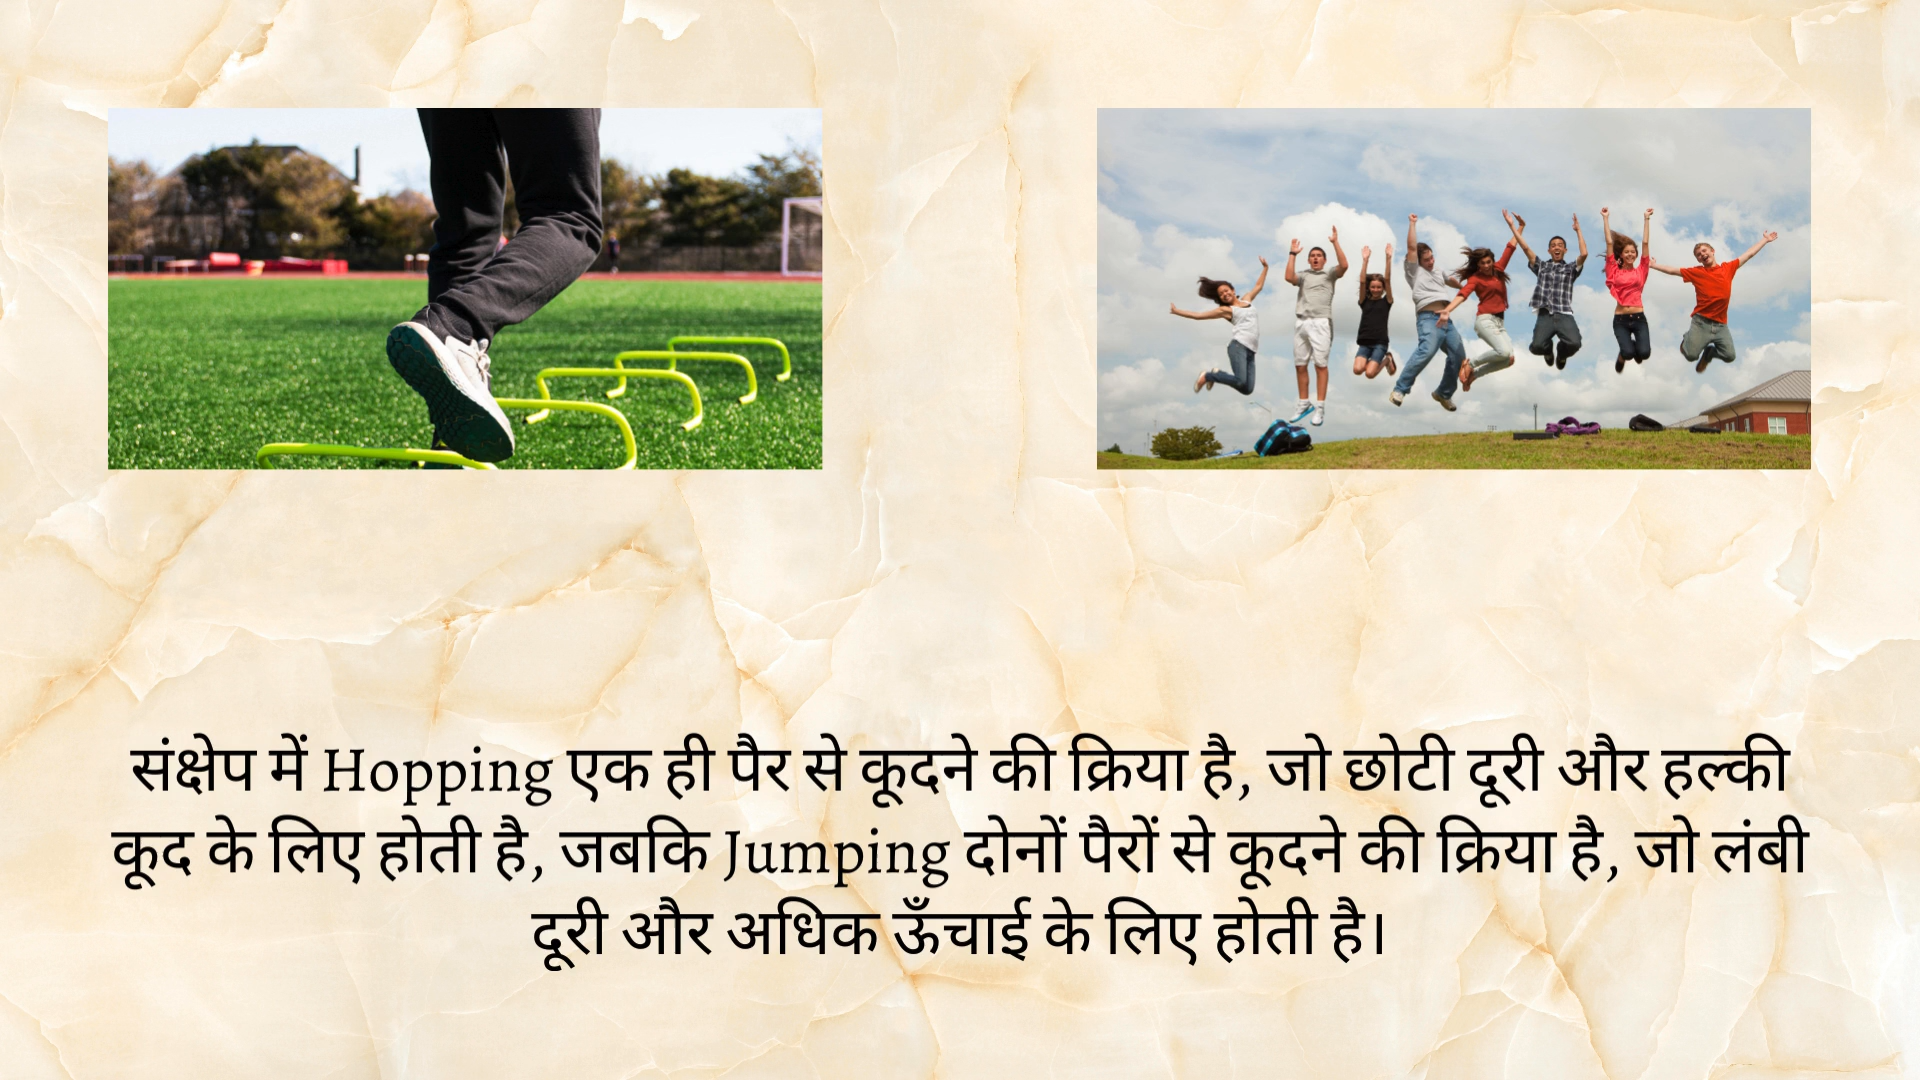 संक्षेप में Hopping एक ही पैर से कूदने की क्रिया है, जो छोटी दूरी और हल्की
कूद के लिए होती है, जबकि Jumping दोनों पैरों से कूदने की क्रिया है, जो लंबी
दूरी और अधिक ऊँचाई के लिए होती है।